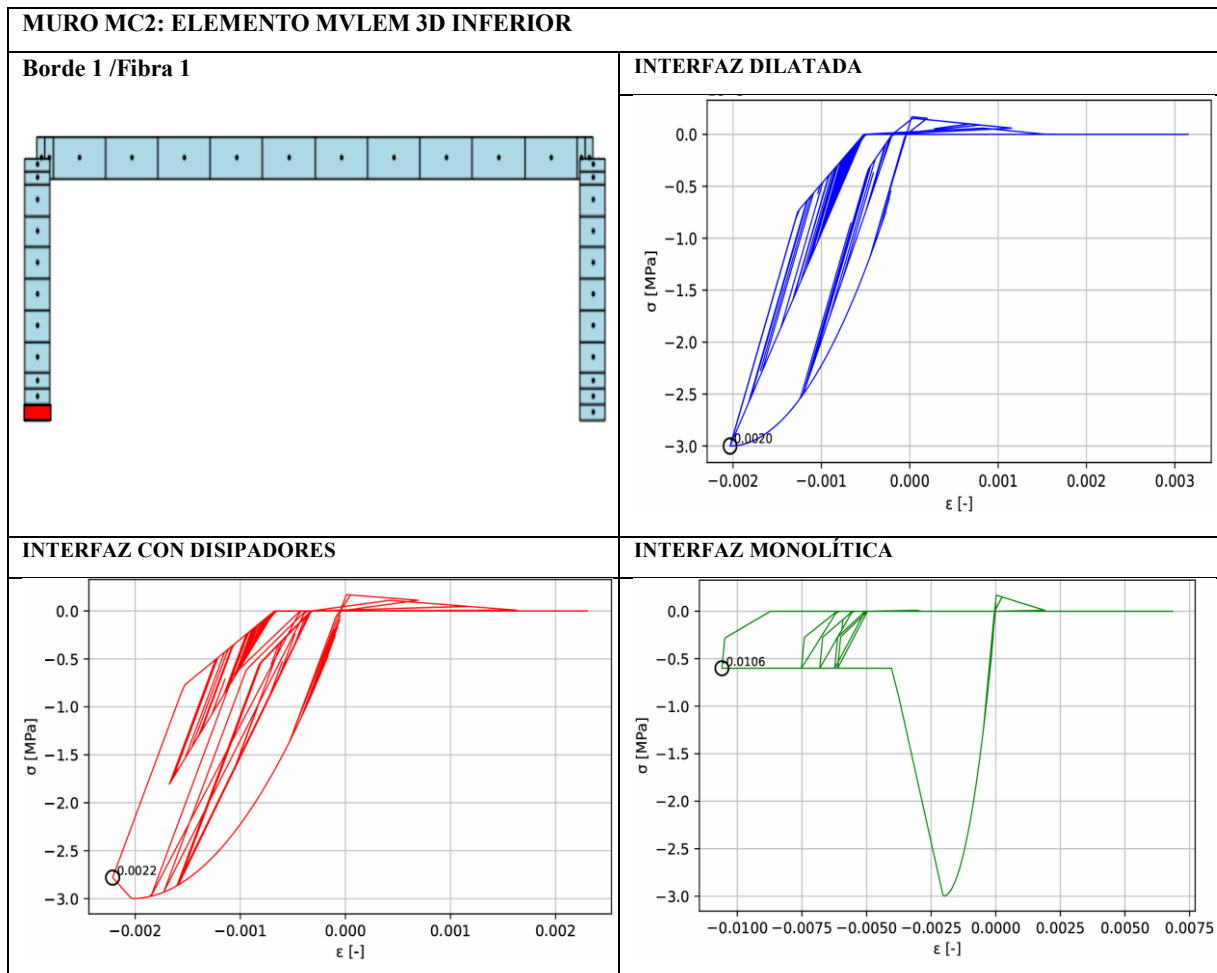 MURO MC2: ELEMENTO MVLEM 3D INFERIOR
Borde 1 /Fibra 1
INTERFAZ DILATADA
0.0
−0.5
−1.0
−1.5
−2.0
−2.5
−3.0
σ [MPa]
0.0020
−0.002 −0.001 0.000 0.001 0.002 0.003
ε [-]
INTERFAZ CON DISIPADORES
0.0
−0.5
−1.0
−1.5
−2.0
−2.5
−3.0
σ [MPa]
0.0022
−0.002 −0.001 0.000 0.001 0.002
ε [-]
INTERFAZ MONOLÍTICA
0.0
−0.5
−1.0
−1.5
−2.0
−2.5
−3.0
σ [MPa]
0.0106
−0.0100 −0.0075 −0.0050 −0.0025 0.0000 0.0025 0.0050 0.0075
ε [-]